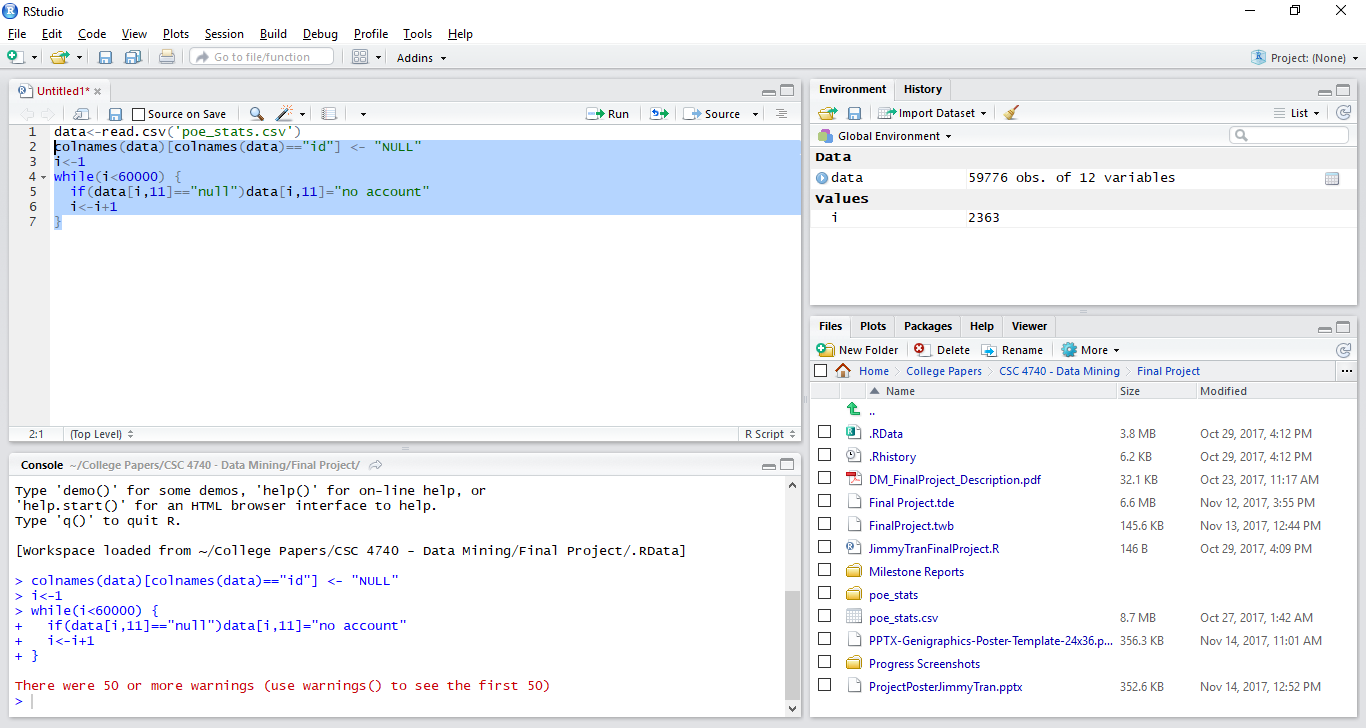 RStudio
File Edit Code View Plots Session Build Debug Profile Tools Help
Go to file/function Addins Project: (None)
Untitled1*
Source on Save Run Source
1 data<-read.csv('poe_stats.csv')
2 colnames(data)[colnames(data)=="id"] <- "NULL"
3 i<-1
4 while(i<60000) {
5 if(data[i,11]=="null")data[i,11]="no account"
6 i<-i+1
7 }
2:1 (Top Level) R Script
Console ~/College Papers/CSC 4740 - Data Mining/Final Project/
Type 'demo()' for some demos, 'help()' for on-line help, or
'help.start()' for an HTML browser interface to help.
Type 'q()' to quit R.
[Workspace loaded from ~/College Papers/CSC 4740 - Data Mining/Final Project/.RData]
> colnames(data)[colnames(data)=="id"] <- "NULL"
> i<-1
> while(i<60000) {
+ if(data[i,11]=="null")data[i,11]="no account"
+ i<-i+1
+ }
There were 50 or more warnings (use warnings() to see the first 50)
>
Environment History
Import Dataset List
Global Environment
Data
data 59776 obs. of 12 variables
Values
i 2363
Files Plots Packages Help Viewer
New Folder Delete Rename More
Home College Papers CSC 4740 - Data Mining Final Project ...
Name Size Modified
..
.RData 3.8 MB Oct 29, 2017, 4:12 PM
.Rhistory 6.2 KB Oct 29, 2017, 4:12 PM
DM_FinalProject_Description.pdf 32.1 KB Oct 23, 2017, 11:17 AM
Final Project.tde 6.6 MB Nov 12, 2017, 3:55 PM
FinalProject.twb 145.6 KB Nov 13, 2017, 12:44 PM
JimmyTranFinalProject.R 146 B Oct 29, 2017, 4:09 PM
Milestone Reports
poe_stats
poe_stats.csv 8.7 MB Oct 27, 2017, 1:42 AM
PPTX-Genigraphics-Poster-Template-24x36.p... 356.3 KB Nov 14, 2017, 11:01 AM
Progress Screenshots
ProjectPosterJimmyTran.pptx 352.6 KB Nov 14, 2017, 12:52 PM